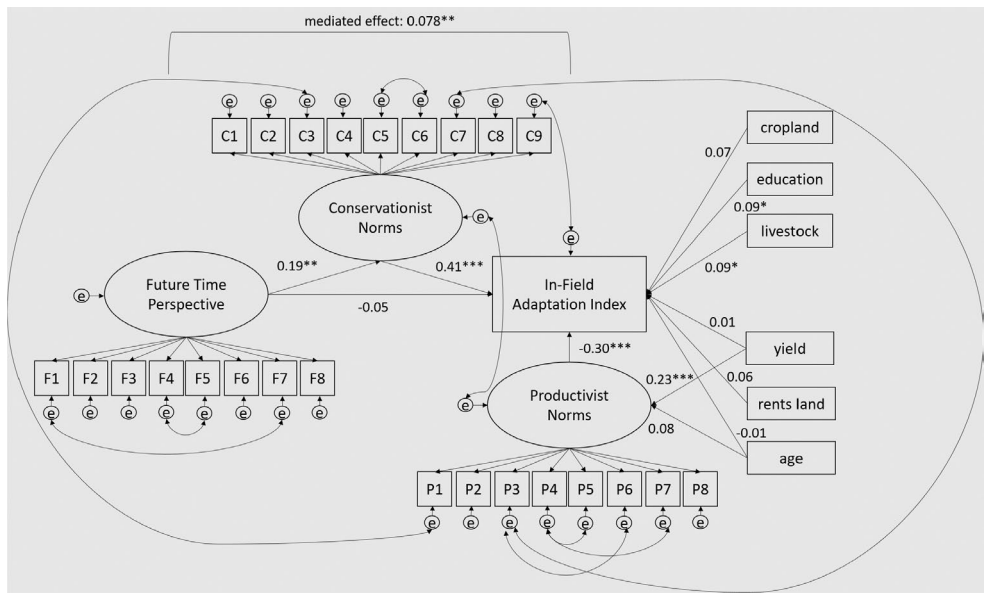 mediated effect: 0.078**
e e e e e e e e e
C1 C2 C3 C4 C5 C6 C7 C8 C9
cropland
0.07
education
0.09*
livestock
0.09*
Conservationist
Norms
e
e
0.19**
0.41***
Future Time
Perspective
e
-0.05
In-Field
Adaptation Index
0.01
yield
-0.30***
0.23***
0.06
rents land
F1 F2 F3 F4 F5 F6 F7 F8
e e e e e e e e
e
Productivist
Norms
0.08
-0.01
age
P1 P2 P3 P4 P5 P6 P7 P8
e e e e e e e e